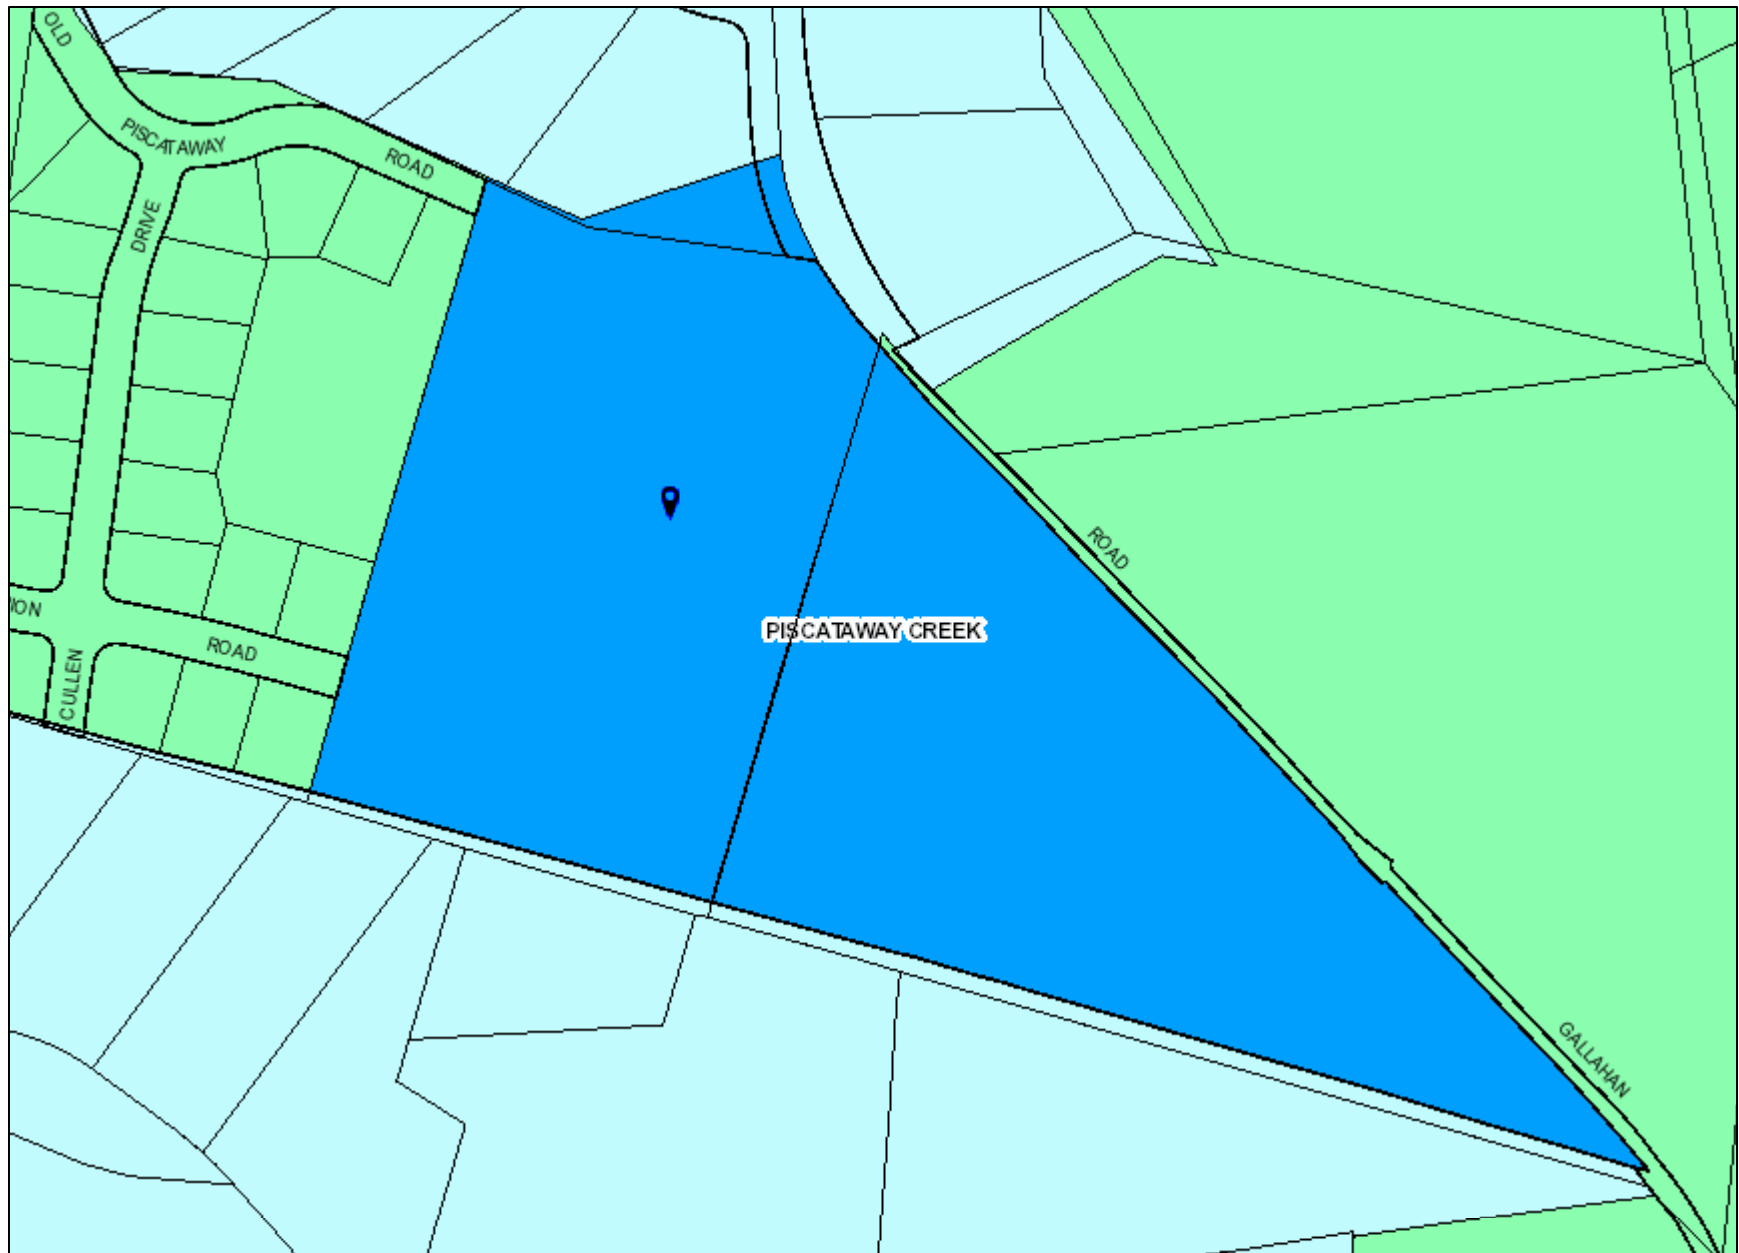 OLD
PISCATAWAY
ROAD
DRIVE
ROAD
PISCATAWAY CREEK
ION
ROAD
CULLEN
GALLAHAN